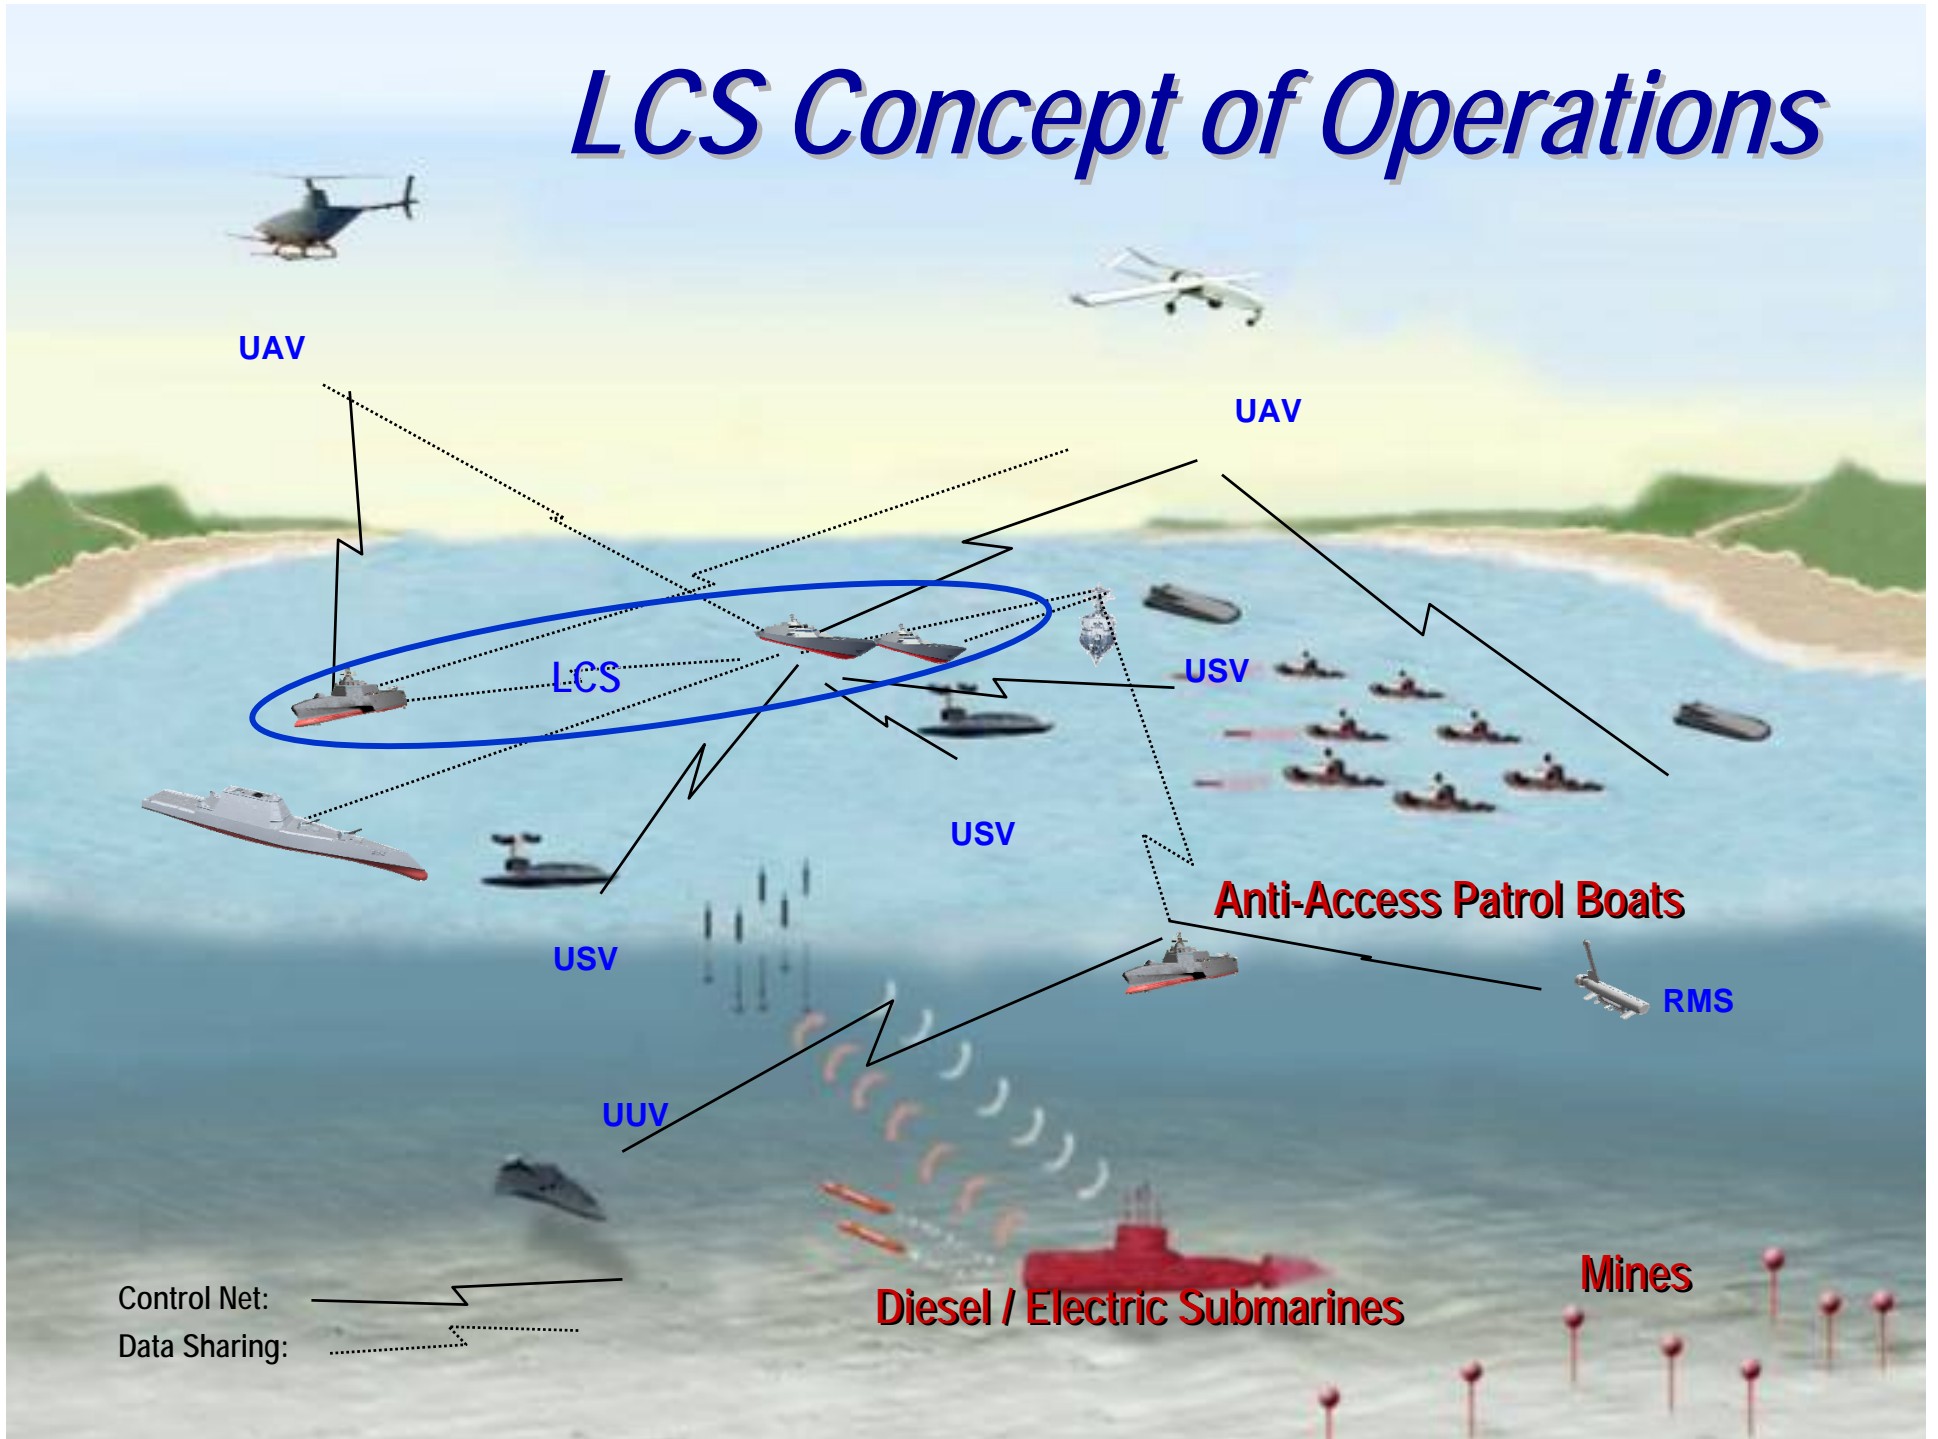 LCS Concept of Operations
UAV
UAV
LCS
USV
USV
Anti-Access Patrol Boats
USV
RMS
UUV
Mines
Control Net:
Diesel / Electric Submarines
Data Sharing: